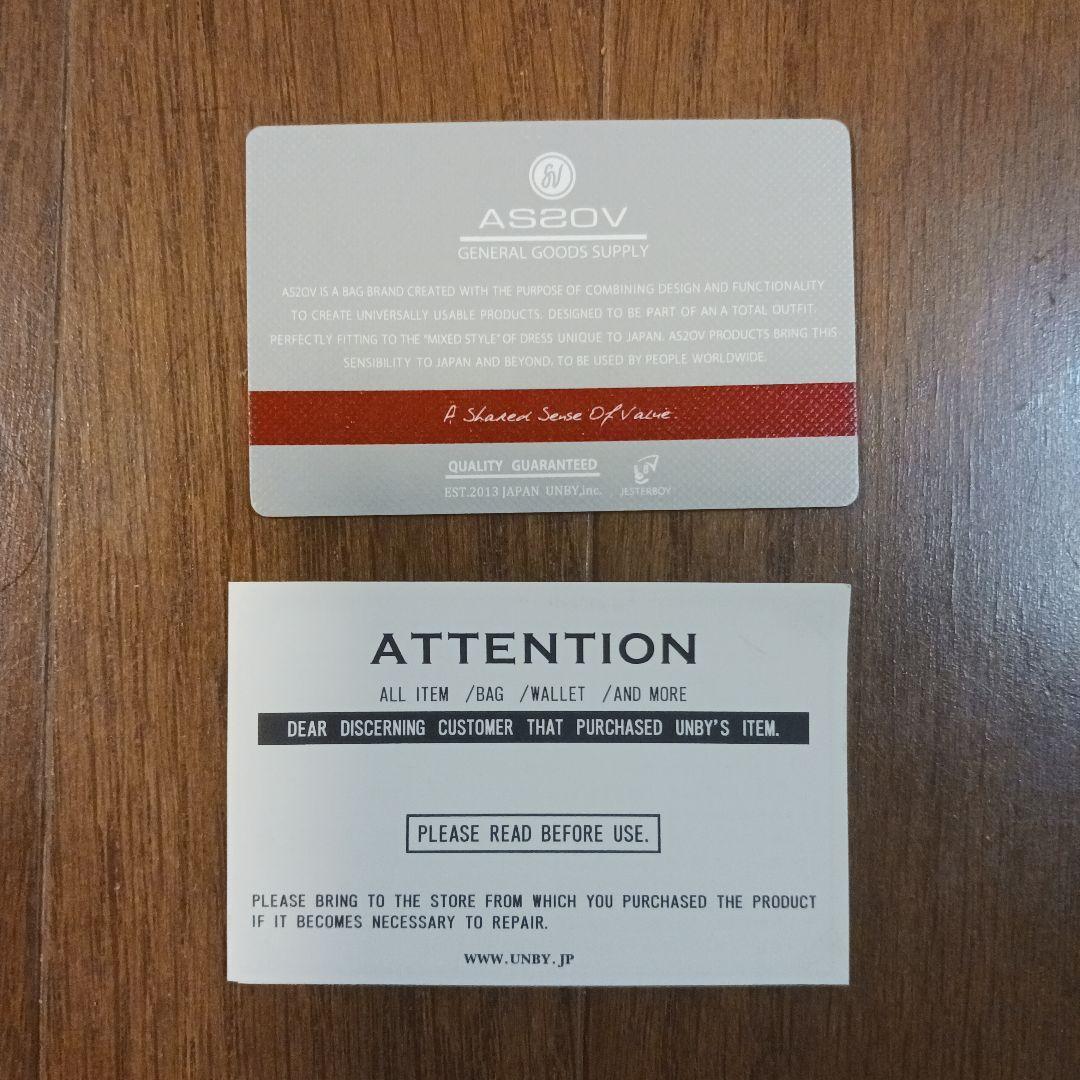 AS2OV
GENERAL GOODS SUPPLY
AS2OV IS A BAG BRAND CREATED WITH THE PURPOSE OF COMBINING DESIGN AND FUNCTIONALITY
TO CREATE UNIVERSALLY USABLE PRODUCTS. DESIGNED TO BE PART OF AN A TOTAL OUTFIT.
PERFECTLY FITTING TO THE "MIXED STYLE" OF DRESS UNIQUE TO JAPAN. AS2OV PRODUCTS BRING THIS
SENSIBILITY TO JAPAN AND BEYOND, TO BE USED BY PEOPLE WORLDWIDE.
A Shared Sense Of Value.
QUALITY GUARANTEED
EST.2013 JAPAN UNBY,inc.
JESTERBOY
ATTENTION
ALL ITEM /BAG /WALLET /AND MORE
DEAR DISCERNING CUSTOMER THAT PURCHASED UNBY'S ITEM.
PLEASE READ BEFORE USE.
PLEASE BRING TO THE STORE FROM WHICH YOU PURCHASED THE PRODUCT
IF IT BECOMES NECESSARY TO REPAIR.
WWW.UNBY.JP